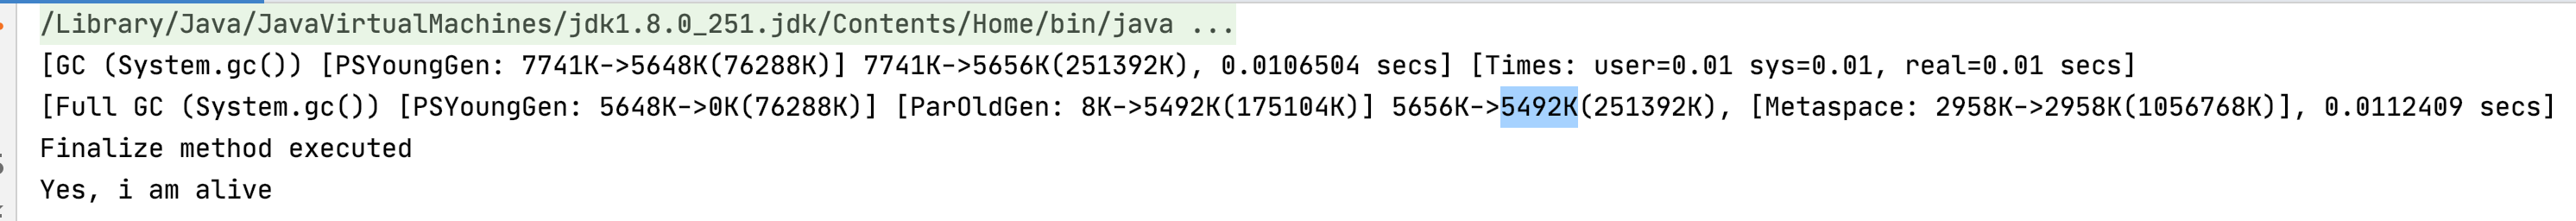 /Library/Java/JavaVirtualMachines/jdk1.8.0_251.jdk/Contents/Home/bin/java ...
[GC (System.gc()) [PSYoungGen: 7741K->5648K(76288K)] 7741K->5656K(251392K), 0.0106504 secs] [Times: user=0.01 sys=0.01, real=0.01 secs]
[Full GC (System.gc()) [PSYoungGen: 5648K->0K(76288K)] [ParOldGen: 8K->5492K(175104K)] 5656K->5492K(251392K), [Metaspace: 2958K->2958K(1056768K)], 0.0112409 secs]
Finalize method executed
Yes, i am alive